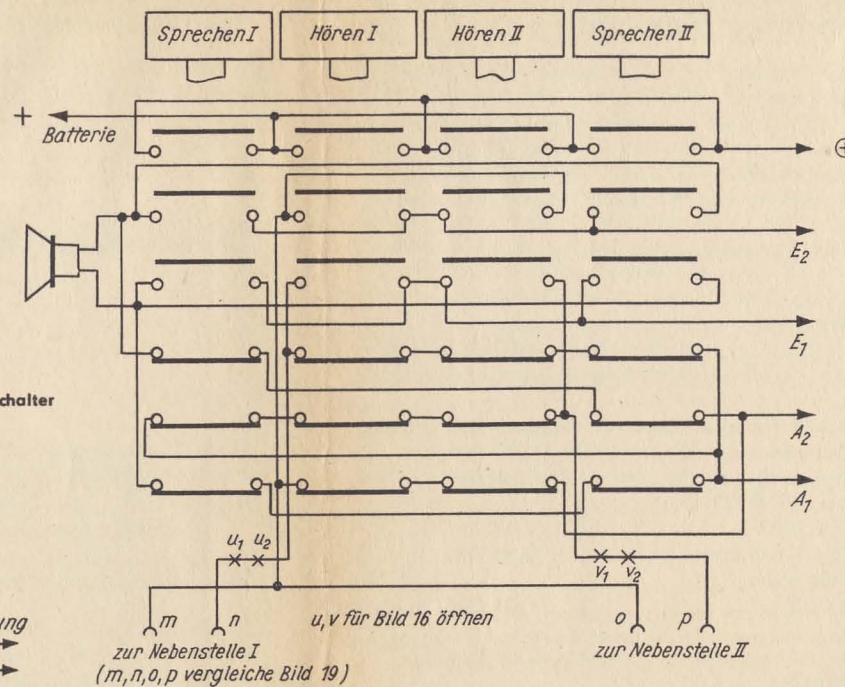 Sprechen I
Hören I
Hören II
Sprechen II
+
Batterie
⊕
E₂
E₁
chalter
A₂
A₁
u₁ u₂
v₁ v₂
m
n
u, v für Bild 16 öffnen
o
p
ung
zur Nebenstelle I
zur Nebenstelle II
(m, n, o, p vergleiche Bild 19)